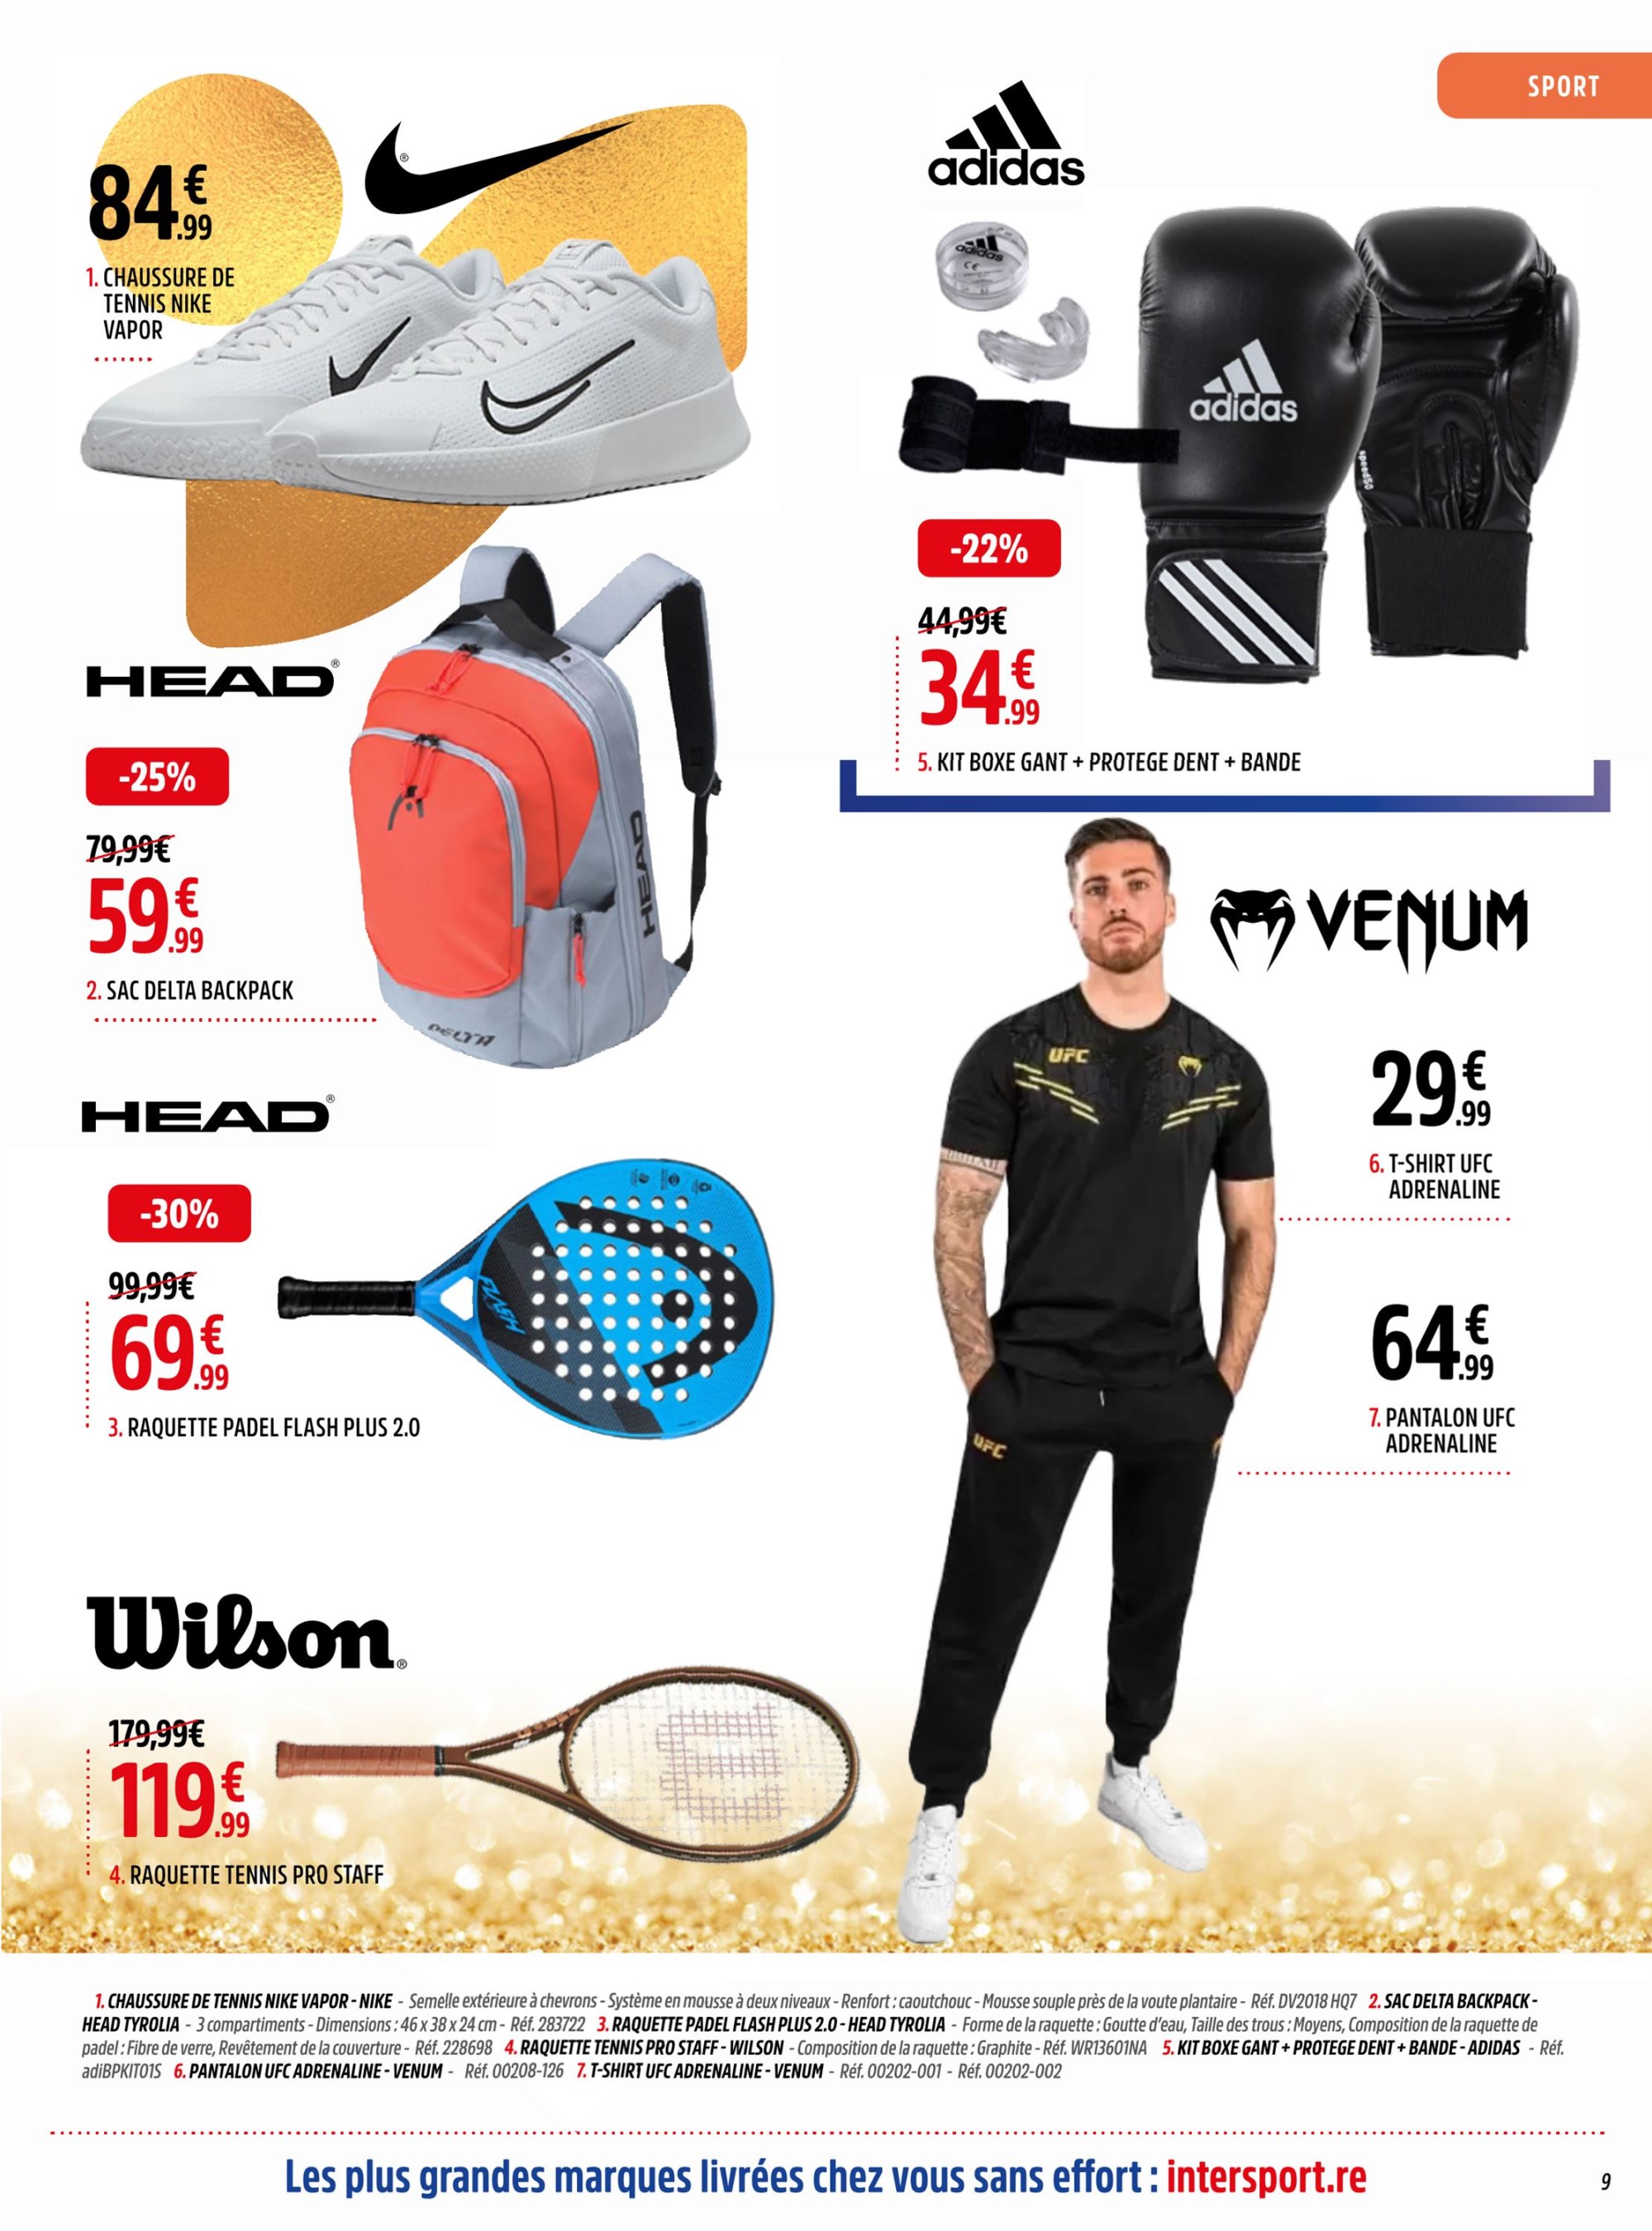 SPORT
84€.99
1. CHAUSSURE DE
TENNIS NIKE
VAPOR
adidas
adidas
CE
adidas
speed50
-22%
44,99€
34€.99
5. KIT BOXE GANT + PROTEGE DENT + BANDE
HEAD®
-25%
79,99€
59€.99
2. SAC DELTA BACKPACK
HEAD
DELTA
VENUM
UFC
29€.99
6. T-SHIRT UFC
ADRENALINE
HEAD®
-30%
99,99€
69€.99
3. RAQUETTE PADEL FLASH PLUS 2.0
FLASH
64€.99
7. PANTALON UFC
ADRENALINE
UFC
Wilson®
179,99€
119€.99
4. RAQUETTE TENNIS PRO STAFF
1. CHAUSSURE DE TENNIS NIKE VAPOR - NIKE - Semelle extérieure à chevrons - Système en mousse à deux niveaux - Renfort : caoutchouc - Mousse souple près de la voute plantaire - Réf. DV2018 HQ7 2. SAC DELTA BACKPACK -
HEAD TYROLIA - 3 compartiments - Dimensions : 46 x 38 x 24 cm - Réf. 283722 3. RAQUETTE PADEL FLASH PLUS 2.0 - HEAD TYROLIA - Forme de la raquette : Goutte d'eau, Taille des trous : Moyens, Composition de la raquette de
padel : Fibre de verre, Revêtement de la couverture - Réf. 228698 4. RAQUETTE TENNIS PRO STAFF - WILSON - Composition de la raquette : Graphite - Réf. WR13601NA 5. KIT BOXE GANT + PROTEGE DENT + BANDE - ADIDAS - Réf.
adiBPKIT01S 6. PANTALON UFC ADRENALINE - VENUM - Réf. 00208-126 7. T-SHIRT UFC ADRENALINE - VENUM - Réf. 00202-001 - Réf. 00202-002
Les plus grandes marques livrées chez vous sans effort : intersport.re
9